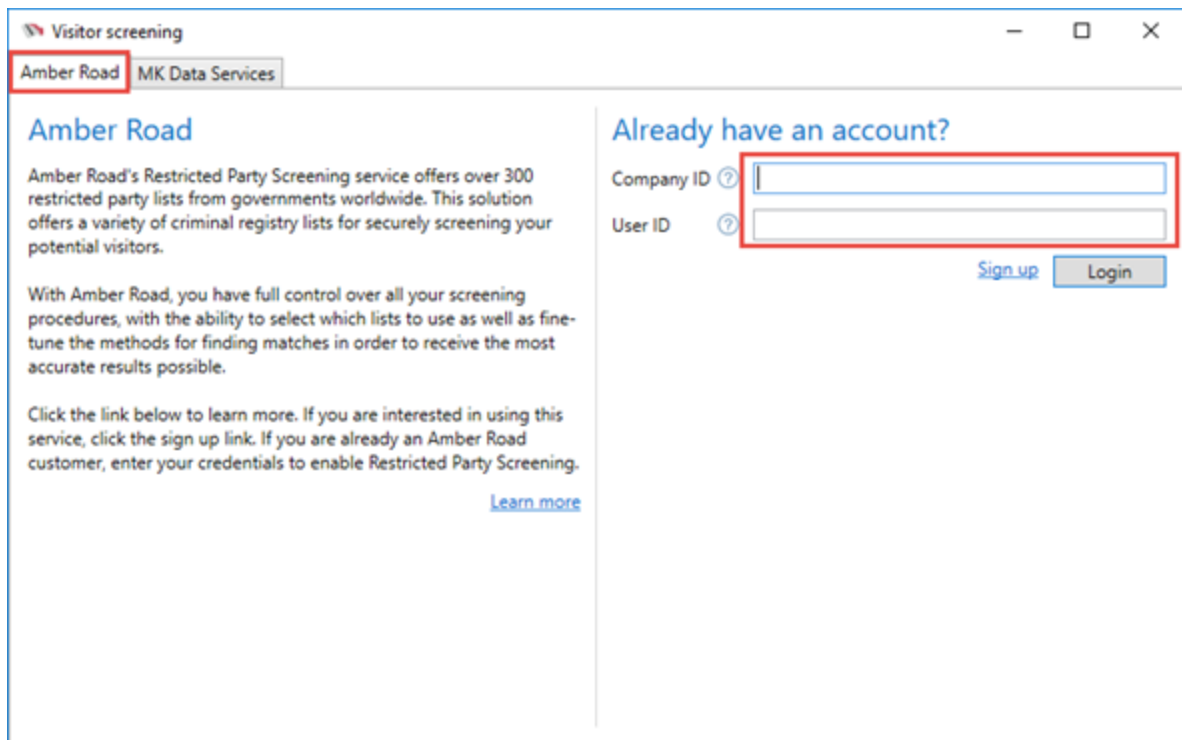 Visitor screening
Amber Road
MK Data Services
Amber Road
Amber Road's Restricted Party Screening service offers over 300
restricted party lists from governments worldwide. This solution
offers a variety of criminal registry lists for securely screening your
potential visitors.
With Amber Road, you have full control over all your screening
procedures, with the ability to select which lists to use as well as fine-
tune the methods for finding matches in order to receive the most
accurate results possible.
Click the link below to learn more. If you are interested in using this
service, click the sign up link. If you are already an Amber Road
customer, enter your credentials to enable Restricted Party Screening.
Learn more
Already have an account?
Company ID ?
User ID ?
Sign up
Login